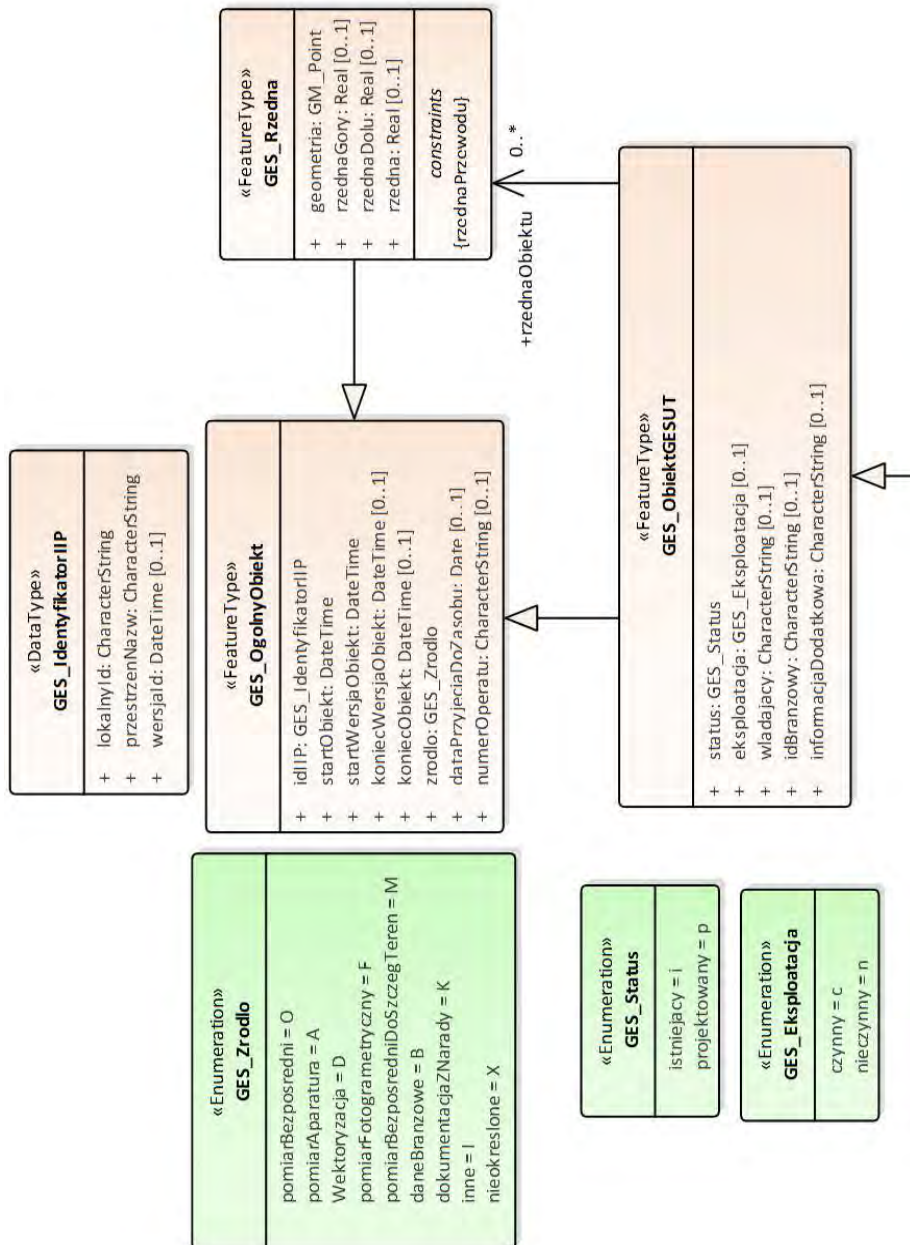 «DataType»
GES_IdentyfikatorIIP
+ lokalnyId: CharacterString
+ przestrzenNazw: CharacterString
+ wersjaId: DateTime [0..1]
«FeatureType»
GES_Rzedna
+ geometria: GM_Point
+ rzednaGory: Real [0..1]
+ rzednaDolu: Real [0..1]
+ rzedna: Real [0..1]
constraints
{rzednaPrzewodu}
«Enumeration»
GES_Zrodlo
pomiarBezposredni = O
pomiarAparatura = A
Wektoryzacja = D
pomiarFotogrametryczny = F
pomiarBezposredniDoSzczegTeren = M
daneBranzowe = B
dokumentacjaZNarady = K
inne = I
nieokreslone = X
«FeatureType»
GES_OgolnyObiekt
+ idIIP: GES_IdentyfikatorIIP
+ startObiekt: DateTime
+ startWersjaObiekt: DateTime
+ koniecWersjaObiekt: DateTime [0..1]
+ koniecObiekt: DateTime [0..1]
+ zrodlo: GES_Zrodlo
+ dataPrzyjeciaDoZasobu: Date [0..1]
+ numerOperatu: CharacterString [0..1]
+rzednaObiektu
0..*
«Enumeration»
GES_Status
istniejacy = i
projektowany = p
«Enumeration»
GES_Eksploatacja
czynny = c
nieczynny = n
«FeatureType»
GES_ObiektGESUT
+ status: GES_Status
+ eksploatacja: GES_Eksploatacja [0..1]
+ wladajacy: CharacterString [0..1]
+ idBranzowy: CharacterString [0..1]
+ informacjaDodatkowa: CharacterString [0..1]